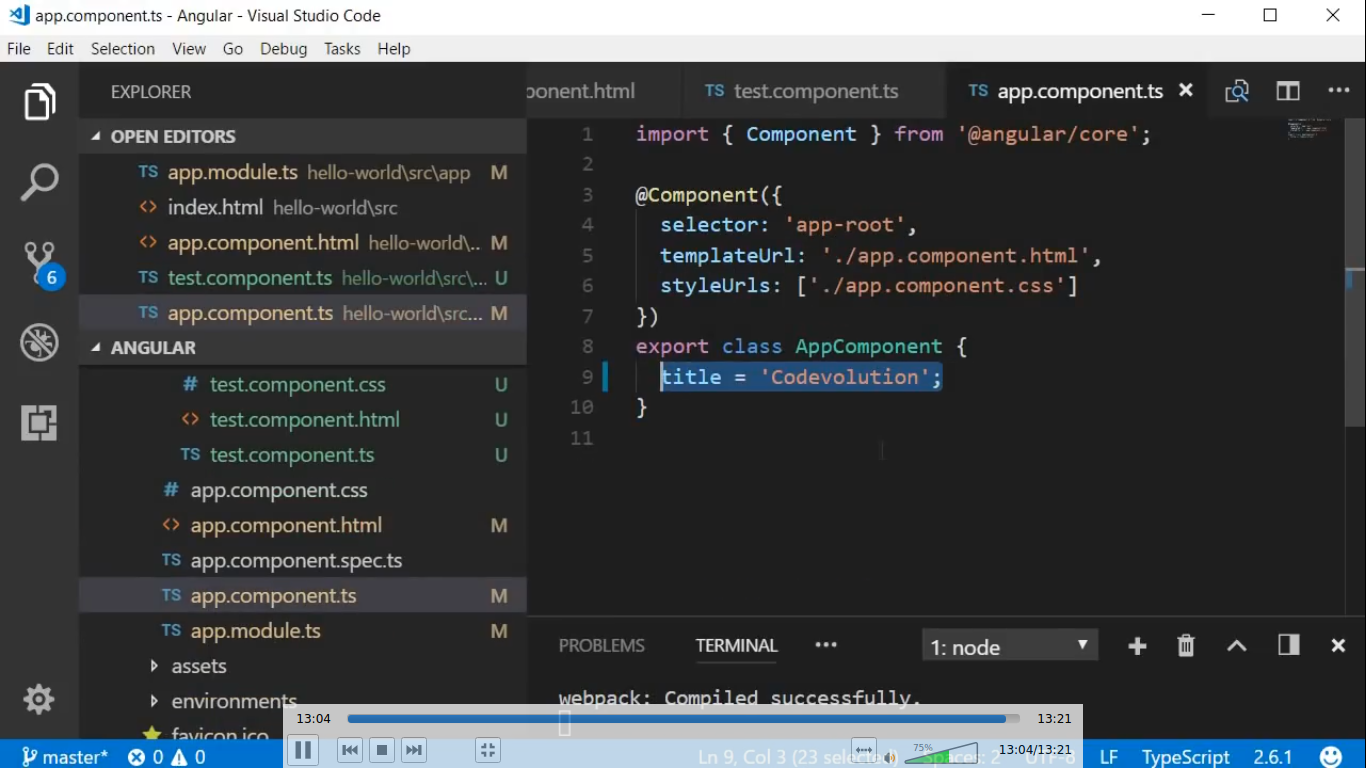 app.component.ts - Angular - Visual Studio Code
File Edit Selection View Go Debug Tasks Help
EXPLORER
OPEN EDITORS
TS app.module.ts hello-world\src\app M
<> index.html hello-world\src
<> app.component.html hello-world\.. M
TS test.component.ts hello-world\src\... U
TS app.component.ts hello-world\src... M
ANGULAR
# test.component.css U
<> test.component.html U
TS test.component.ts U
# app.component.css
<> app.component.html M
TS app.component.spec.ts
TS app.component.ts M
TS app.module.ts M
assets
environments
favicon.ico
6
ponent.html TS test.component.ts TS app.component.ts
1 import { Component } from '@angular/core';
2
3 @Component({
4 selector: 'app-root',
5 templateUrl: './app.component.html',
6 styleUrls: ['./app.component.css']
7 })
8 export class AppComponent {
9 title = 'Codevolution';
10 }
11
PROBLEMS TERMINAL ••• 1: node
webpack: Compiled successfully.
13:04 13:21
75% 13:04/13:21
master* 0 0 Ln 9, Col 3 (23 selected) Spaces: 2 UTF-8 LF TypeScript 2.6.1